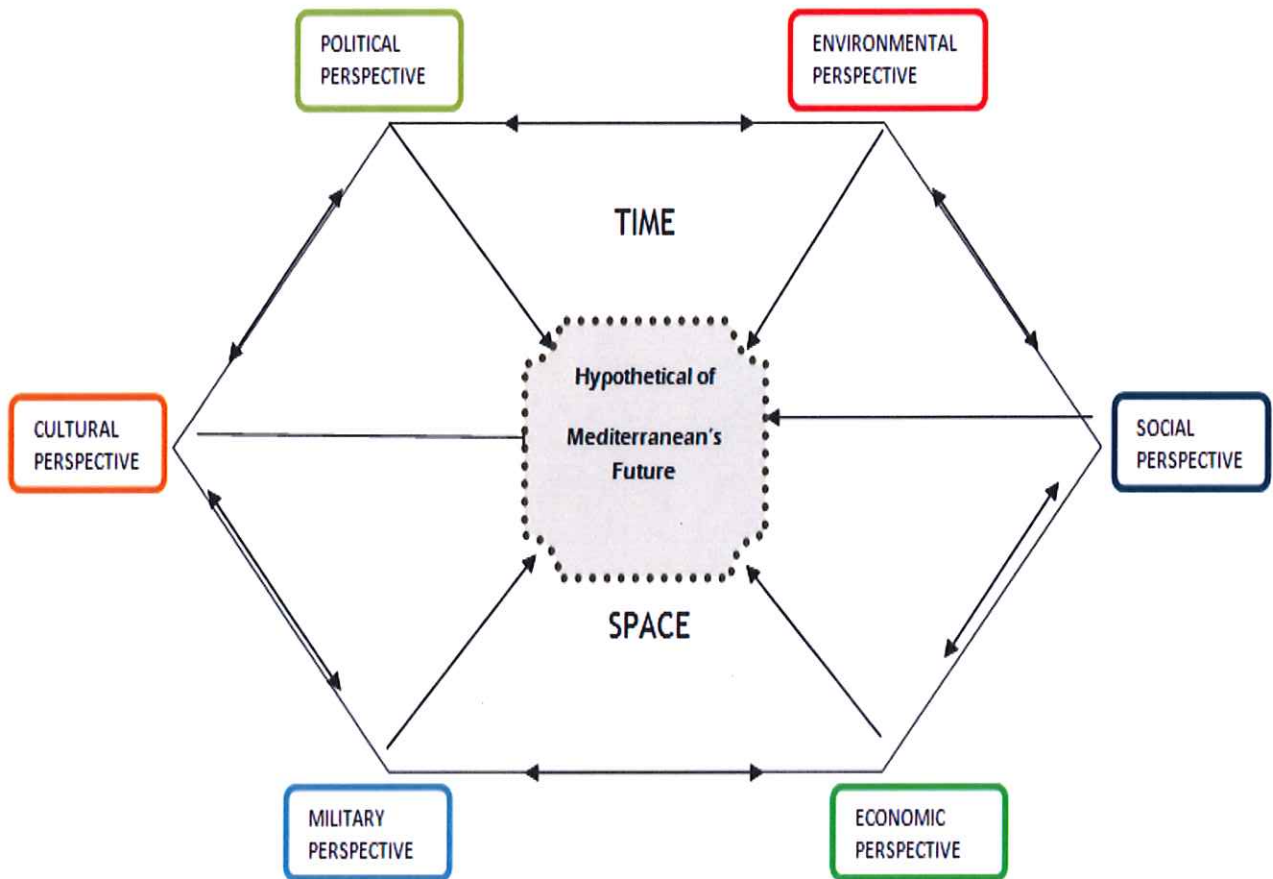 POLITICAL
PERSPECTIVE
ENVIRONMENTAL
PERSPECTIVE
TIME
Hypothetical of
Mediterranean's
Future
CULTURAL
PERSPECTIVE
SOCIAL
PERSPECTIVE
SPACE
MILITARY
PERSPECTIVE
ECONOMIC
PERSPECTIVE